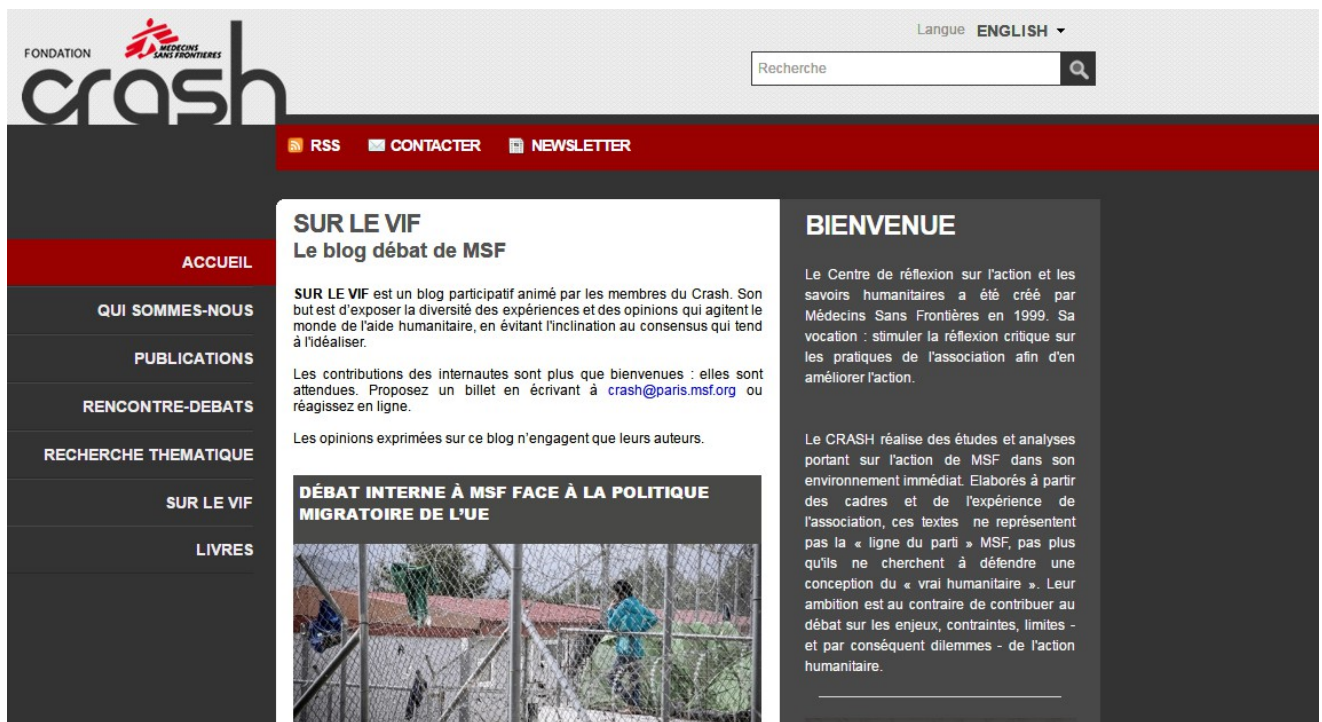 FONDATION
MEDECINS
SANS FRONTIERES
crash
Langue ENGLISH
Recherche
RSS CONTACTER NEWSLETTER
ACCUEIL
QUI SOMMES-NOUS
PUBLICATIONS
RENCONTRE-DEBATS
RECHERCHE THEMATIQUE
SUR LE VIF
LIVRES
SUR LE VIF
Le blog débat de MSF
SUR LE VIF est un blog participatif animé par les membres du Crash. Son
but est d'exposer la diversité des expériences et des opinions qui agitent le
monde de l'aide humanitaire, en évitant l'inclination au consensus qui tend
à l'idéaliser.
Les contributions des internautes sont plus que bienvenues : elles sont
attendues. Proposez un billet en écrivant à crash@paris.msf.org ou
réagissez en ligne.
Les opinions exprimées sur ce blog n’engagent que leurs auteurs.
DÉBAT INTERNE À MSF FACE À LA POLITIQUE
MIGRATOIRE DE L’UE
BIENVENUE
Le Centre de réflexion sur l'action et les
savoirs humanitaires a été créé par
Médecins Sans Frontières en 1999. Sa
vocation : stimuler la réflexion critique sur
les pratiques de l'association afin d'en
améliorer l'action.
Le CRASH réalise des études et analyses
portant sur l'action de MSF dans son
environnement immédiat. Elaborés à partir
des cadres et de l'expérience de
l'association, ces textes ne représentent
pas la « ligne du parti » MSF, pas plus
qu'ils ne cherchent à défendre une
conception du « vrai humanitaire ». Leur
ambition est au contraire de contribuer au
débat sur les enjeux, contraintes, limites -
et par conséquent dilemmes - de l'action
humanitaire.